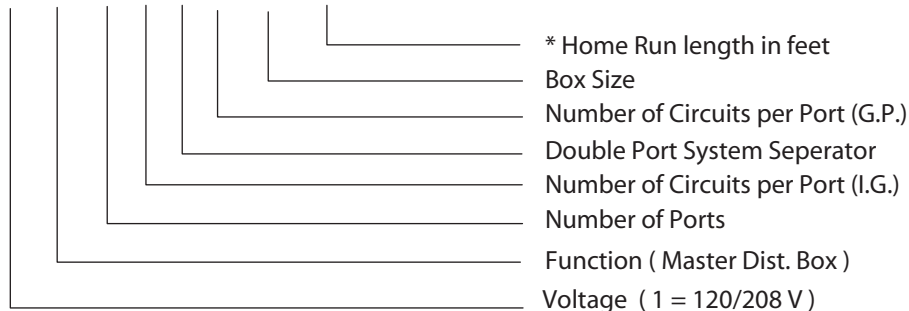 * Home Run length in feet
Box Size
Number of Circuits per Port (G.P.)
Double Port System Seperator
Number of Circuits per Port (I.G.)
Number of Ports
Function ( Master Dist. Box )
Voltage  ( 1 = 120/208 V )